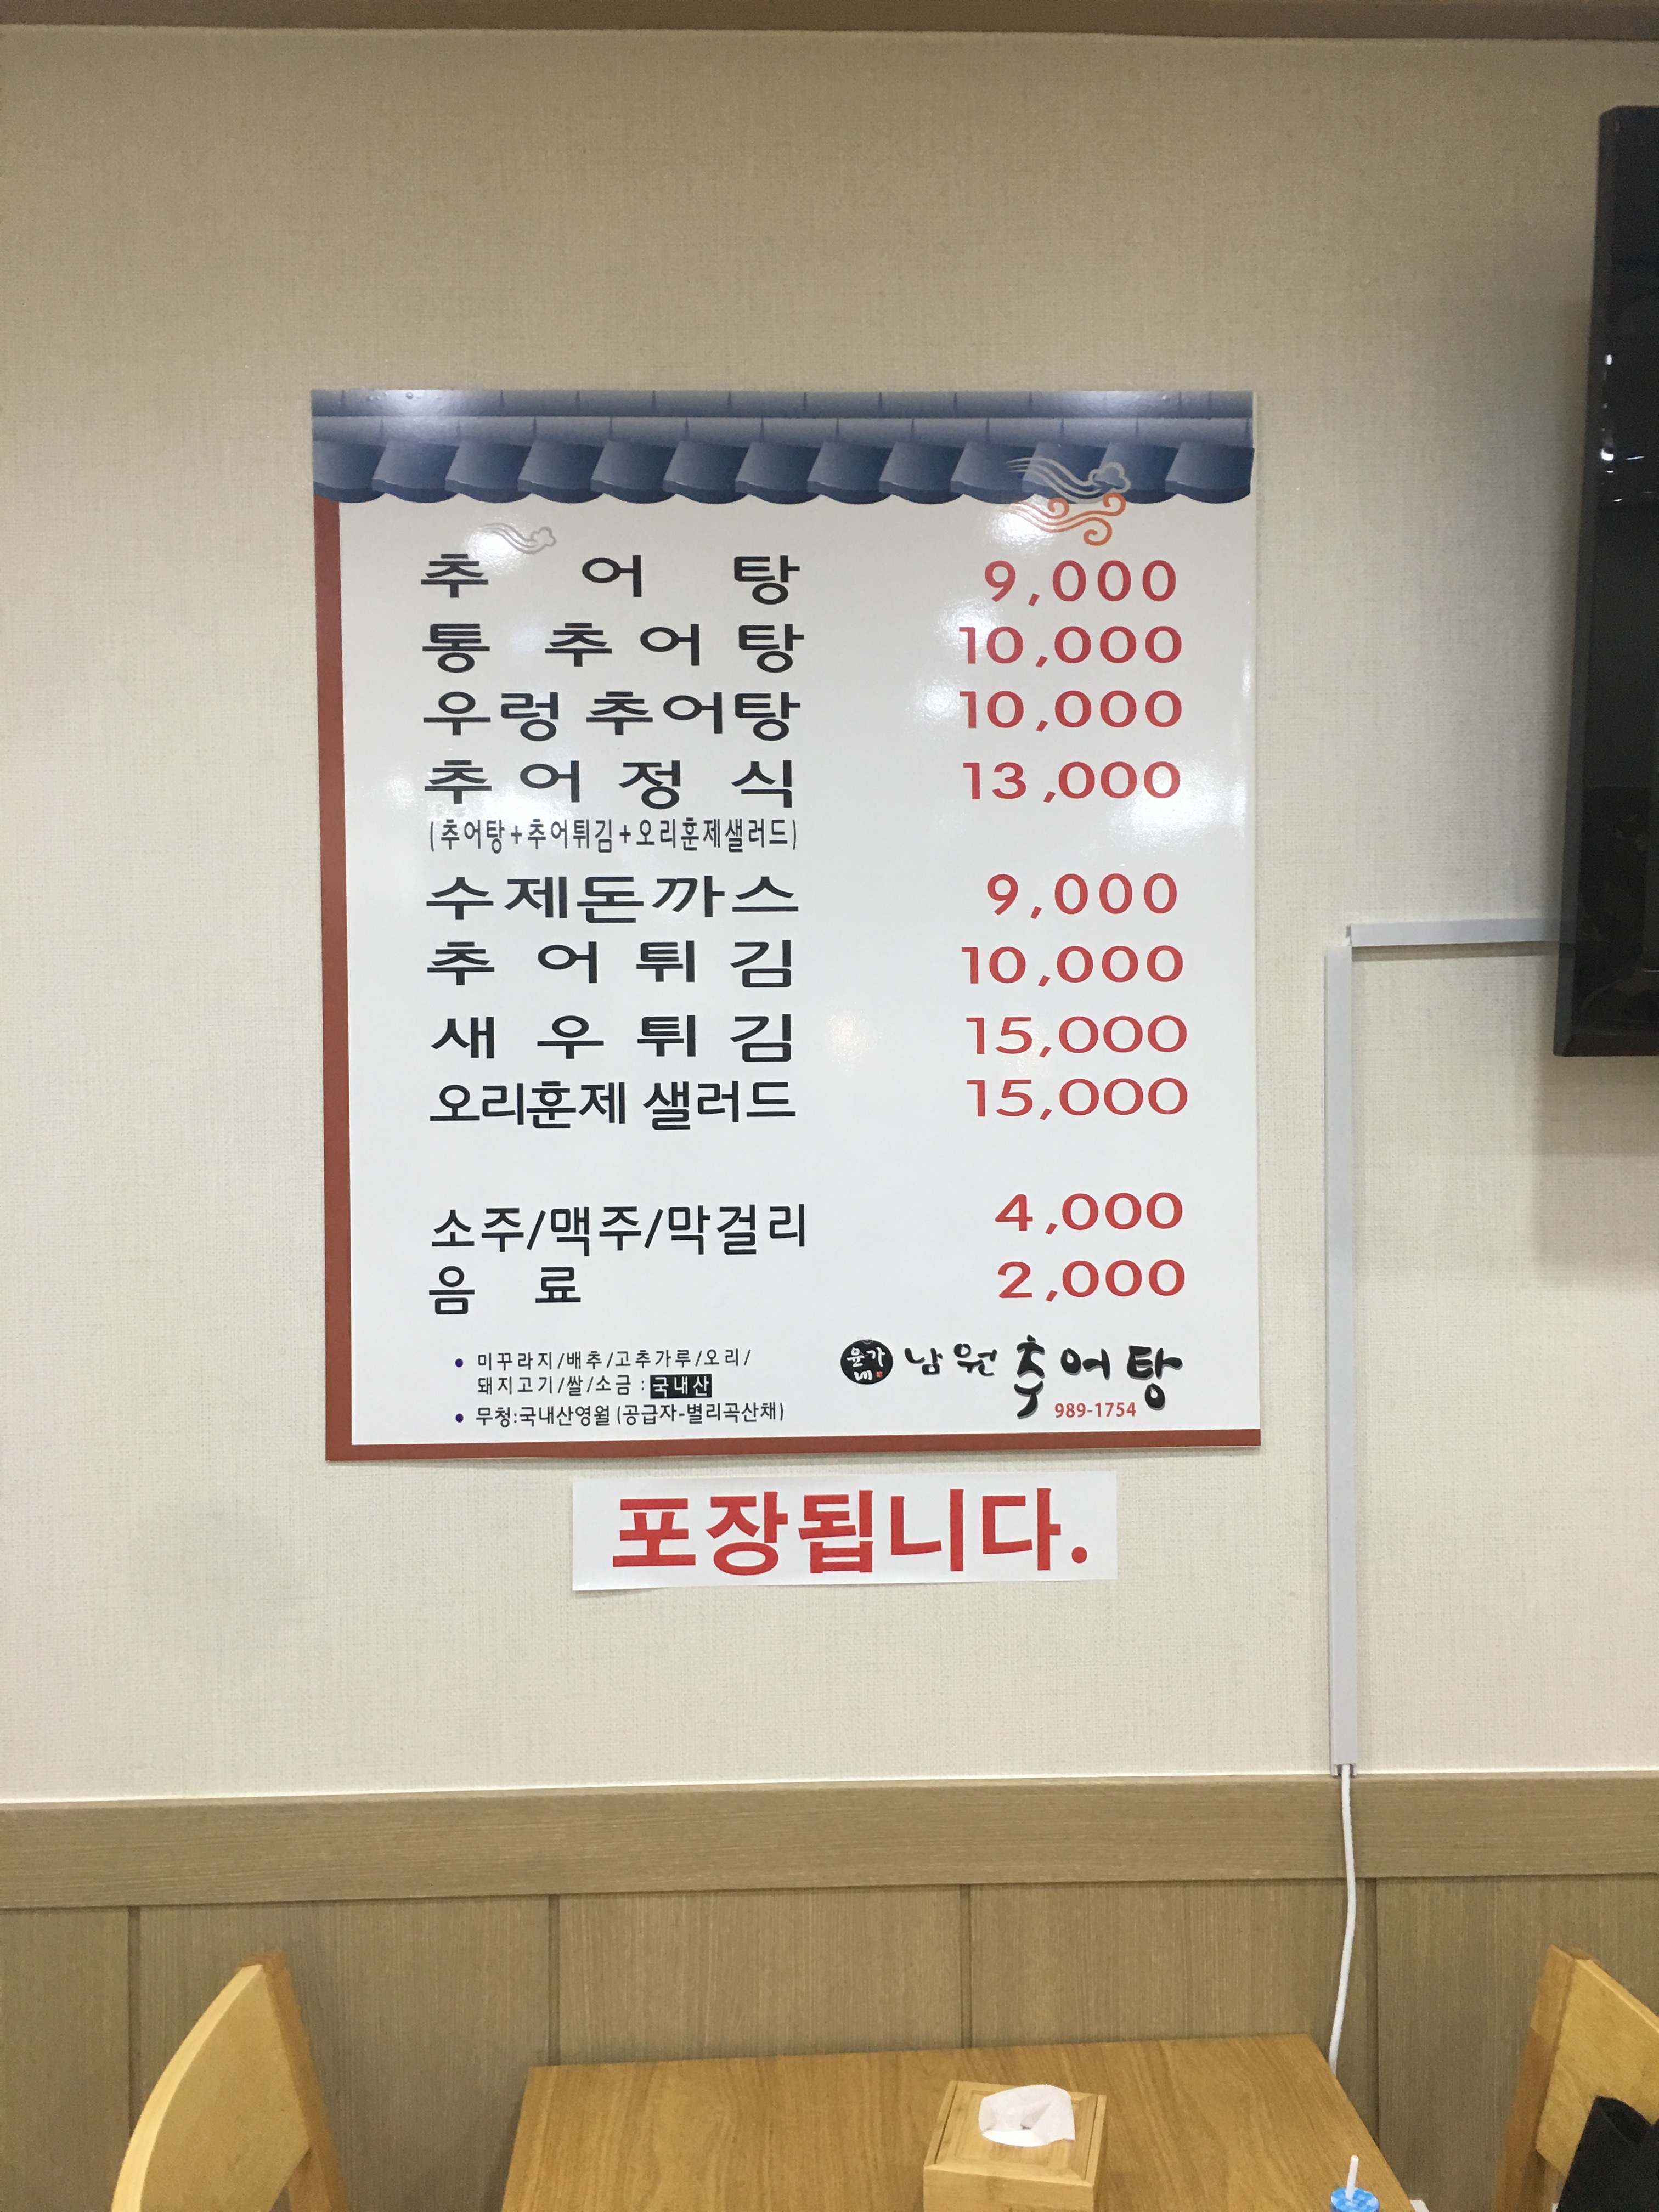 추 어 탕 9,000
통 추 어 탕 10,000
우렁 추어탕 10,000
추 어 정 식 13,000
(추어탕+추어튀김+오리훈제샐러드)
수제돈까스 9,000
추 어 튀 김 10,000
새 우 튀 김 15,000
오리훈제 샐러드 15,000
소주/맥주/막걸리 4,000
음 료 2,000
• 미꾸라지/배추/고추가루/오리/
돼지고기/쌀/소금 : 국내산
• 무청:국내산영월 (공급자-별리곡산채)
윤가네 남원 추어탕
989-1754
포장됩니다.